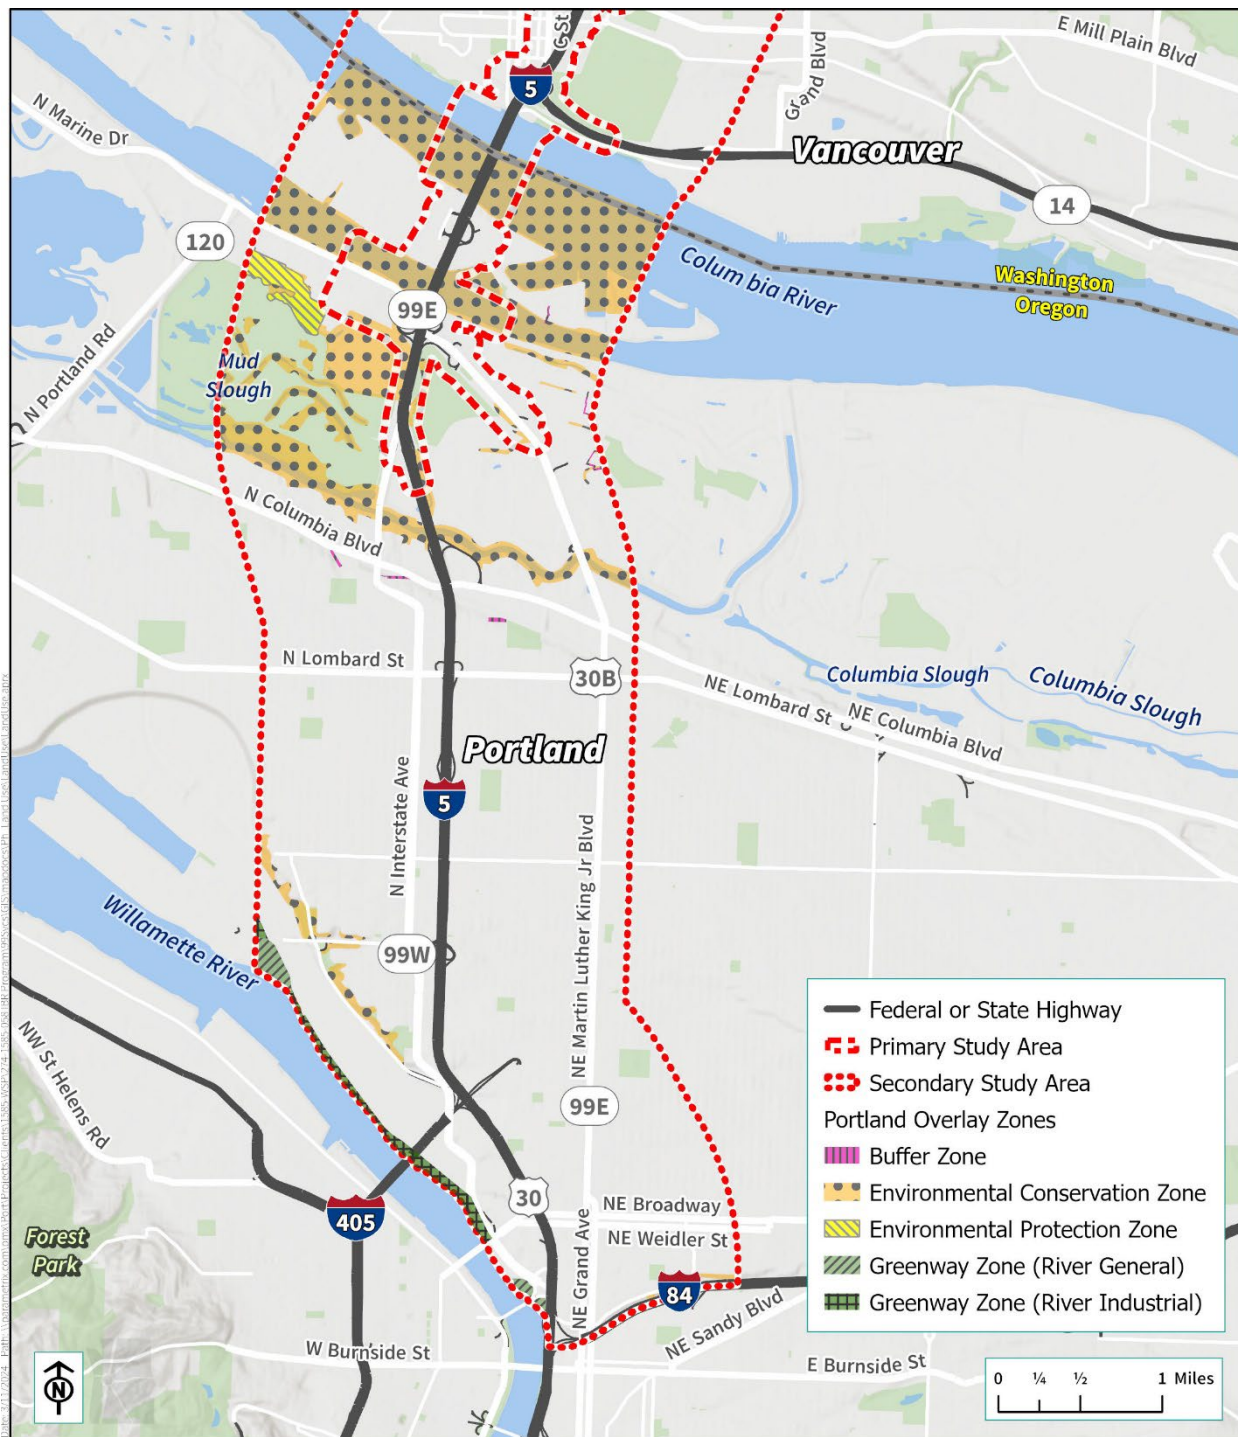 C St
E Mill Plain Blvd
Grand Blvd
5
N Marine Dr
Vancouver
14
120
Columbia River
Washington
Oregon
99E
Mud
Slough
N Portland Rd
N Columbia Blvd
N Lombard St
30B
Columbia Slough
Columbia Slough
NE Lombard St
NE Columbia Blvd
Portland
5
N Interstate Ave
NE Martin Luther King Jr Blvd
Willamette River
99W
NW St Helens Rd
99E
30
405
NE Broadway
NE Weidler St
Forest
Park
NE Grand Ave
84
NE Sandy Blvd
W Burnside St
E Burnside St
N
Federal or State Highway
Primary Study Area
Secondary Study Area
Portland Overlay Zones
Buffer Zone
Environmental Conservation Zone
Environmental Protection Zone
Greenway Zone (River General)
Greenway Zone (River Industrial)
0 ¼ ½ 1 Miles
Date: 3/11/2024